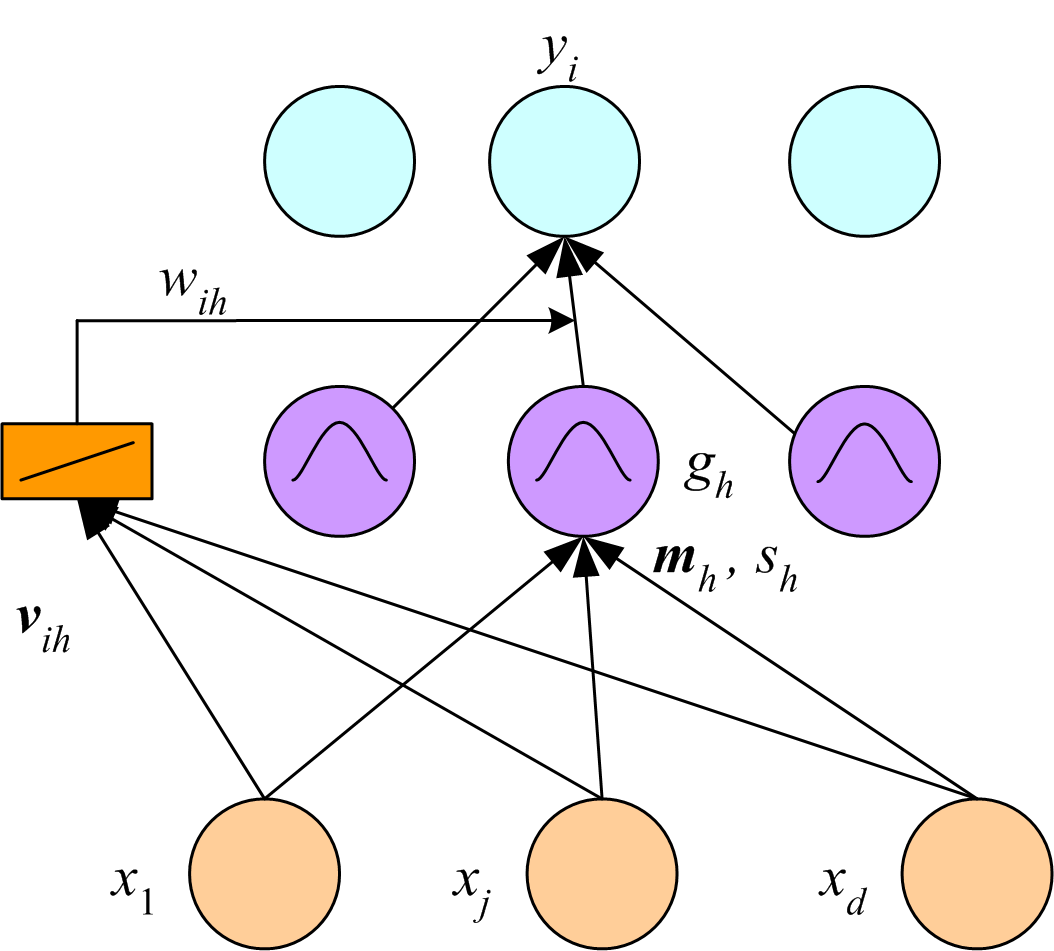 y_i
w_ih
g_h
m_h, s_h
v_ih
x_1 x_j x_d